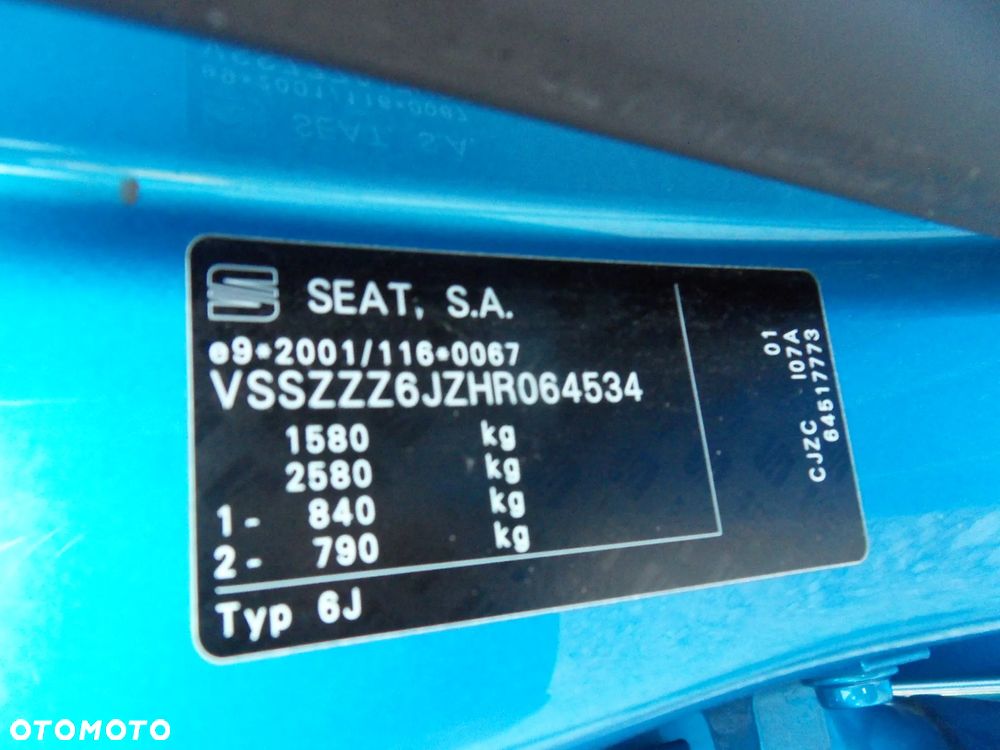 SEAT, S.A.
e9*2001/116*0067
VSSZZZ6JZHR064534
1580 kg
2580 kg
1- 840 kg
2- 790 kg
Typ 6J
01
I07A
CJZC 64517773
OTOMOTO